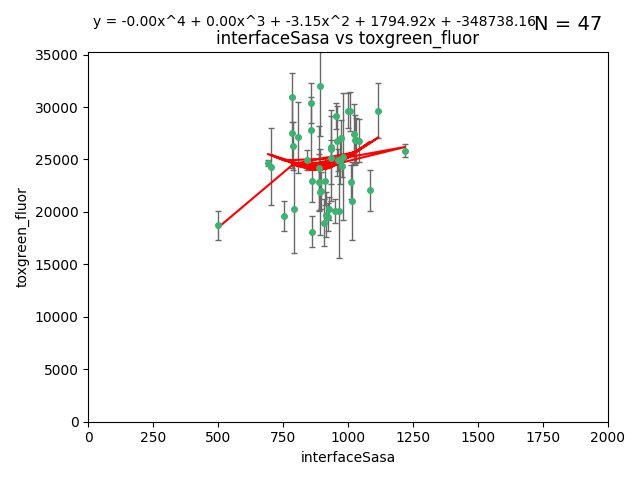 y = -0.00x^4 + 0.00x^3 + -3.15x^2 + 1794.92x + -348738.16
N = 47
interfaceSasa vs toxgreen_fluor
35000
30000
25000
20000
15000
10000
5000
0
toxgreen_fluor
0 250 500 750 1000 1250 1500 1750 2000
interfaceSasa